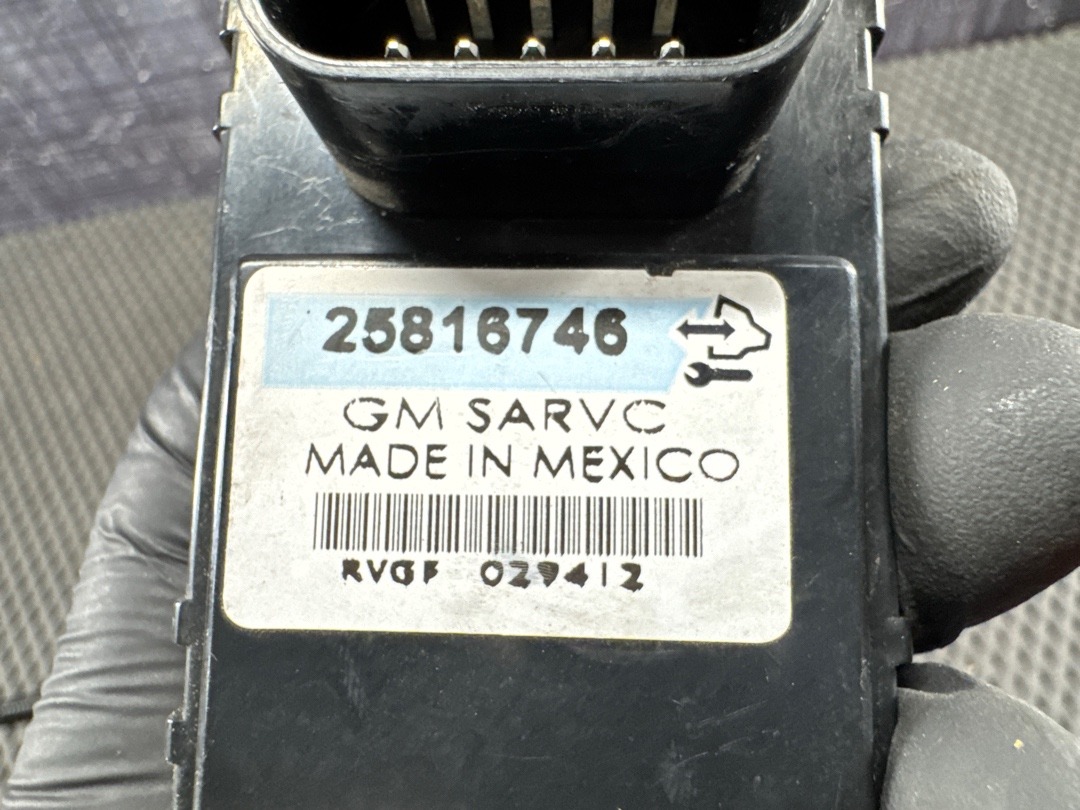 25816746
GM SARVC
MADE IN MEXICO
RVGF 029412